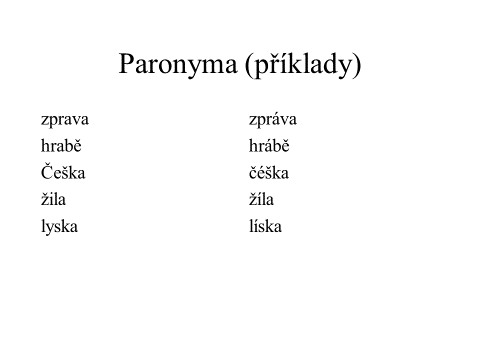 Paronyma (příklady)
zprava zpráva
hrabě hrábě
Češka čéška
žila žíla
lyska líska